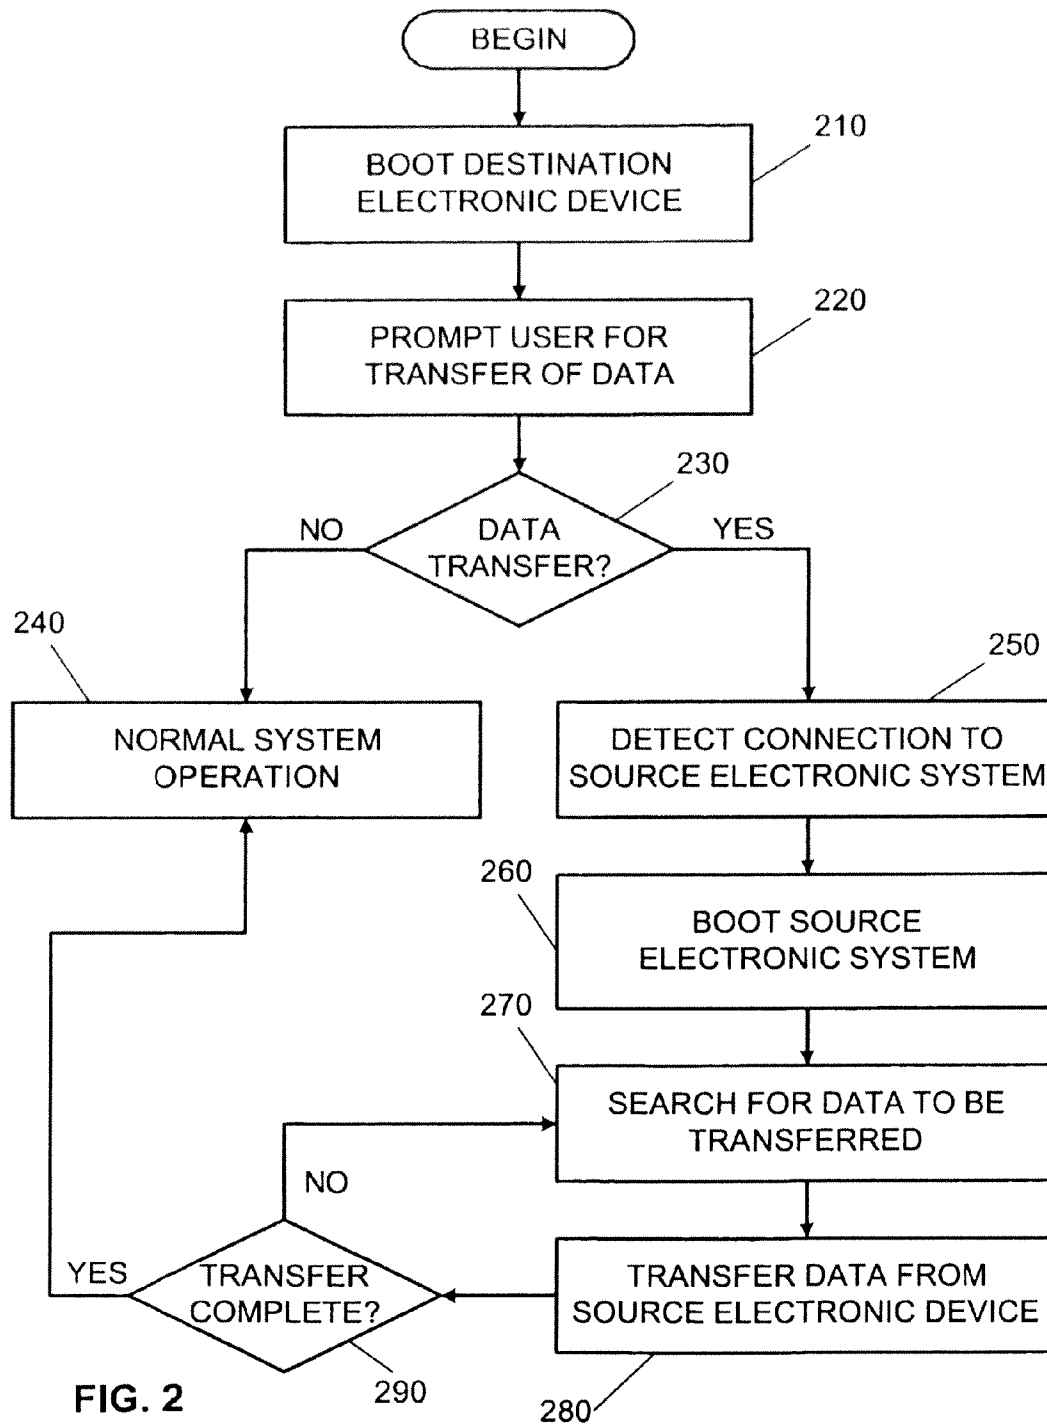 BEGIN
210
BOOT DESTINATION
ELECTRONIC DEVICE
220
PROMPT USER FOR
TRANSFER OF DATA
230
NO
DATA
TRANSFER?
YES
240
NORMAL SYSTEM
OPERATION
250
DETECT CONNECTION TO
SOURCE ELECTRONIC SYSTEM
260
BOOT SOURCE
ELECTRONIC SYSTEM
270
SEARCH FOR DATA TO BE
TRANSFERRED
NO
YES
TRANSFER
COMPLETE?
290
TRANSFER DATA FROM
SOURCE ELECTRONIC DEVICE
280
FIG. 2